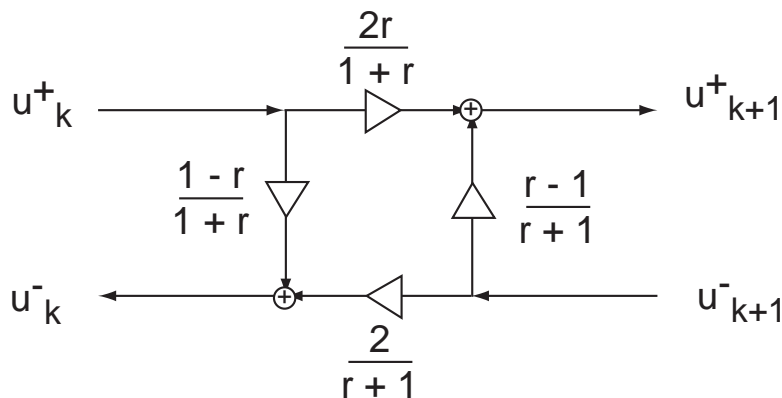 2r
1 + r
u+k
+
u+k+1
1 - r
1 + r
r - 1
r + 1
u-k
+
u-k+1
2
r + 1